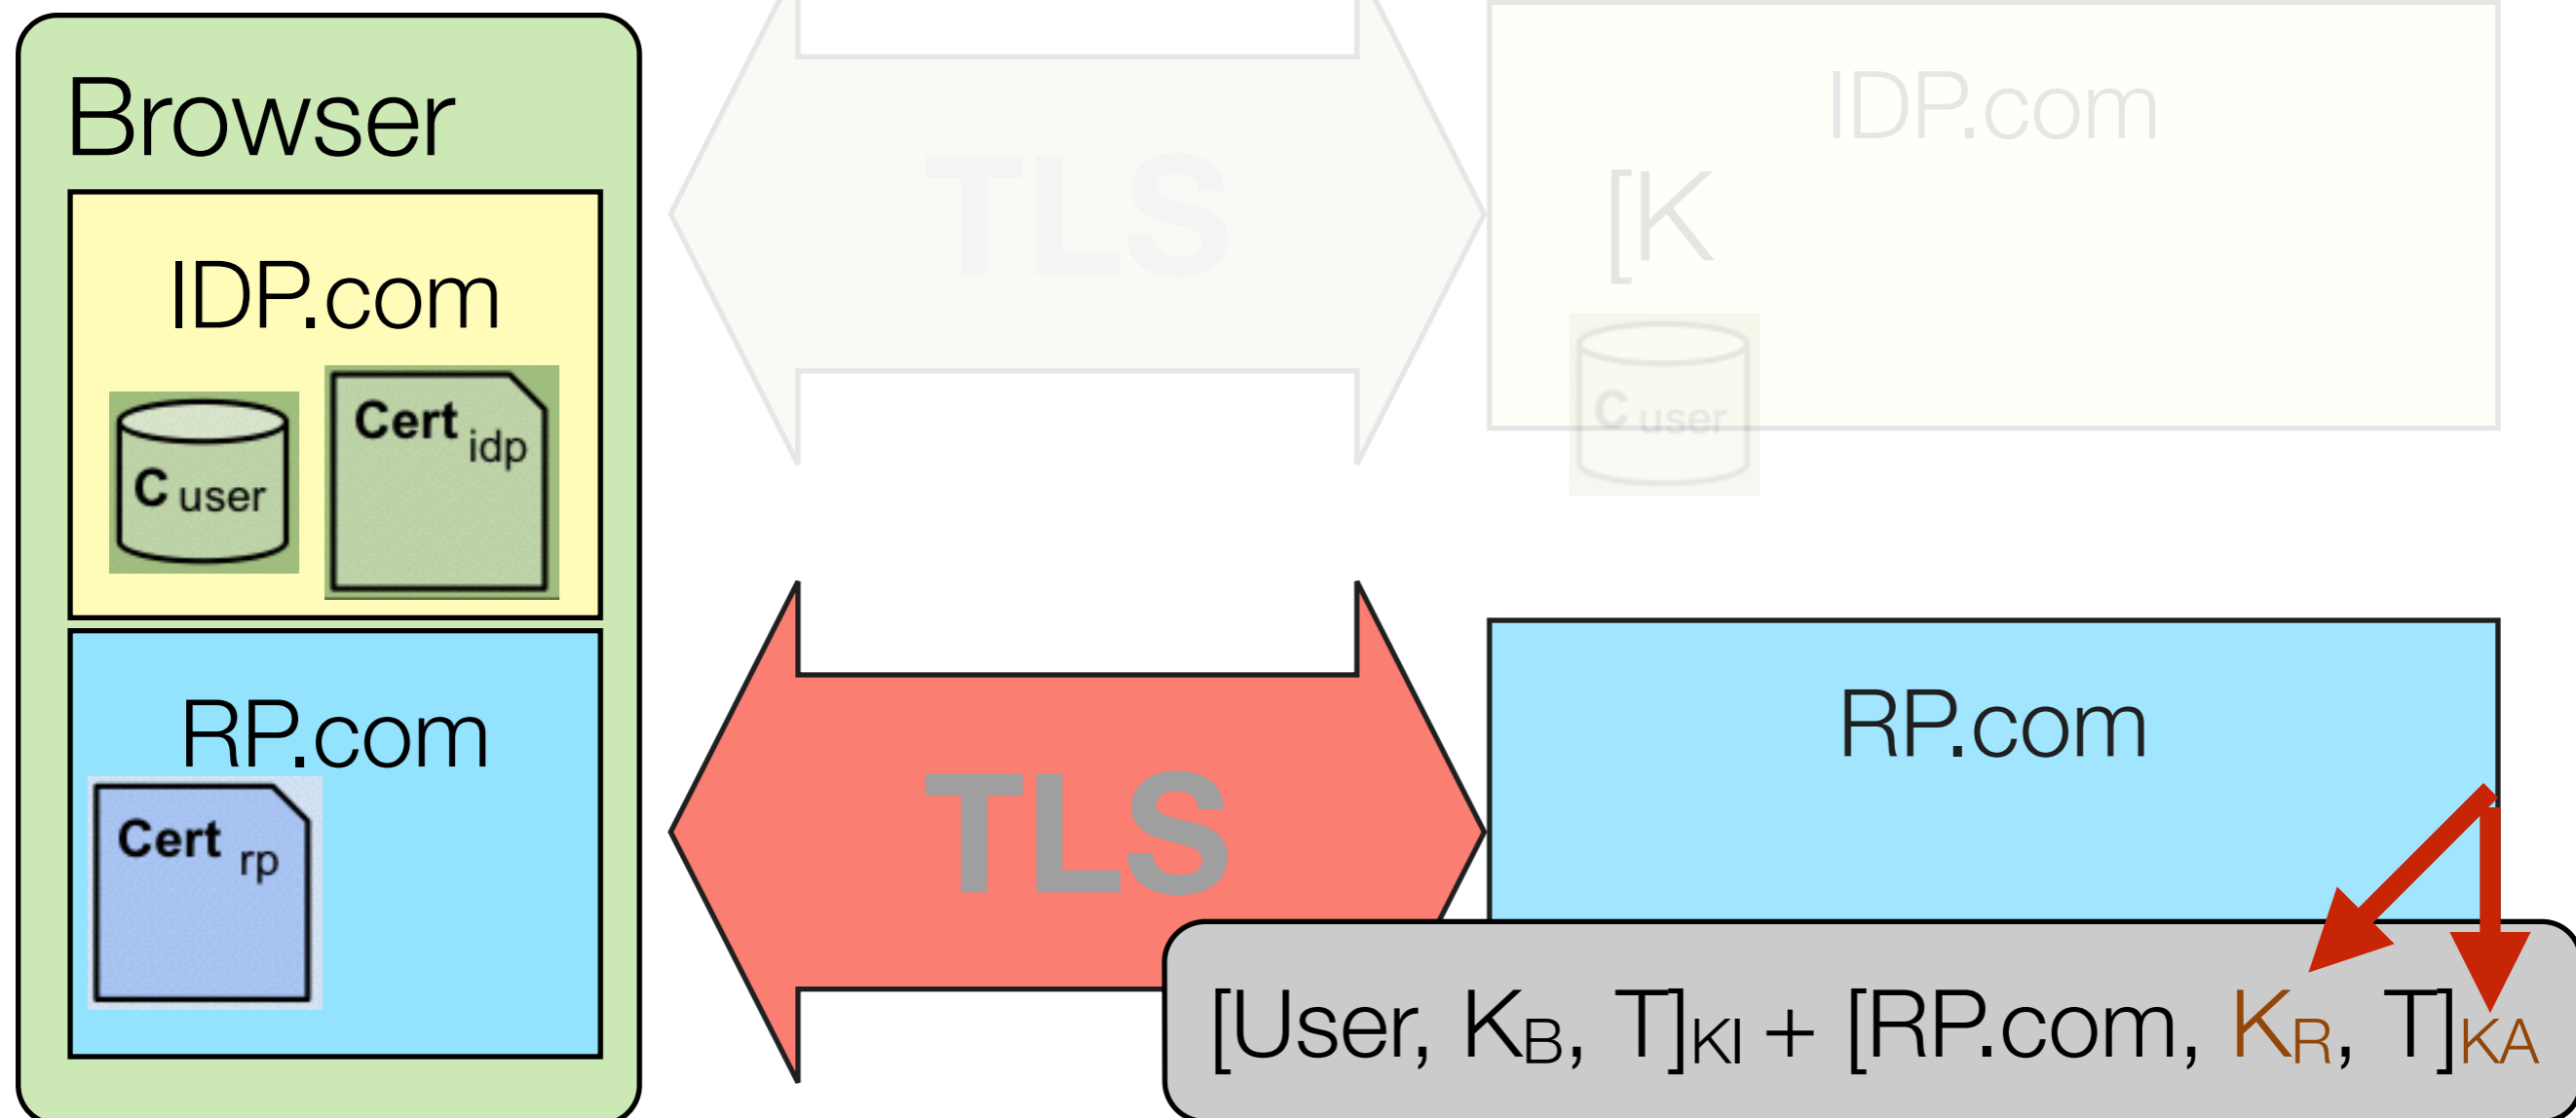 Browser
IDP.com
C user
Cert idp
RP.com
Cert rp
TLS
IDP.com
[K
C user
TLS
RP.com
[User, KB, T]KI + [RP.com, KR, T]KA